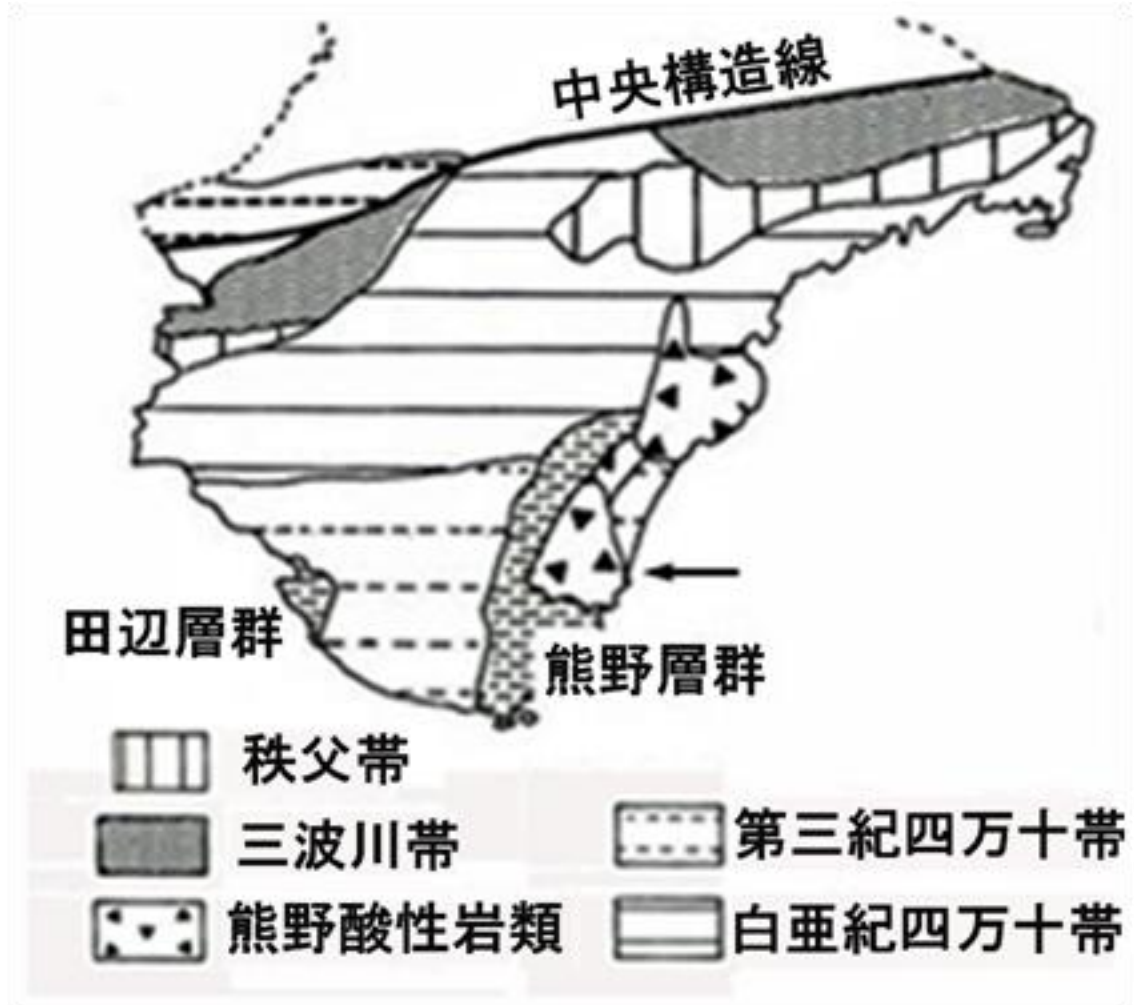 中央構造線
田辺層群
熊野層群
秩父帯
三波川帯
熊野酸性岩類
第三紀四万十帯
白亜紀四万十帯